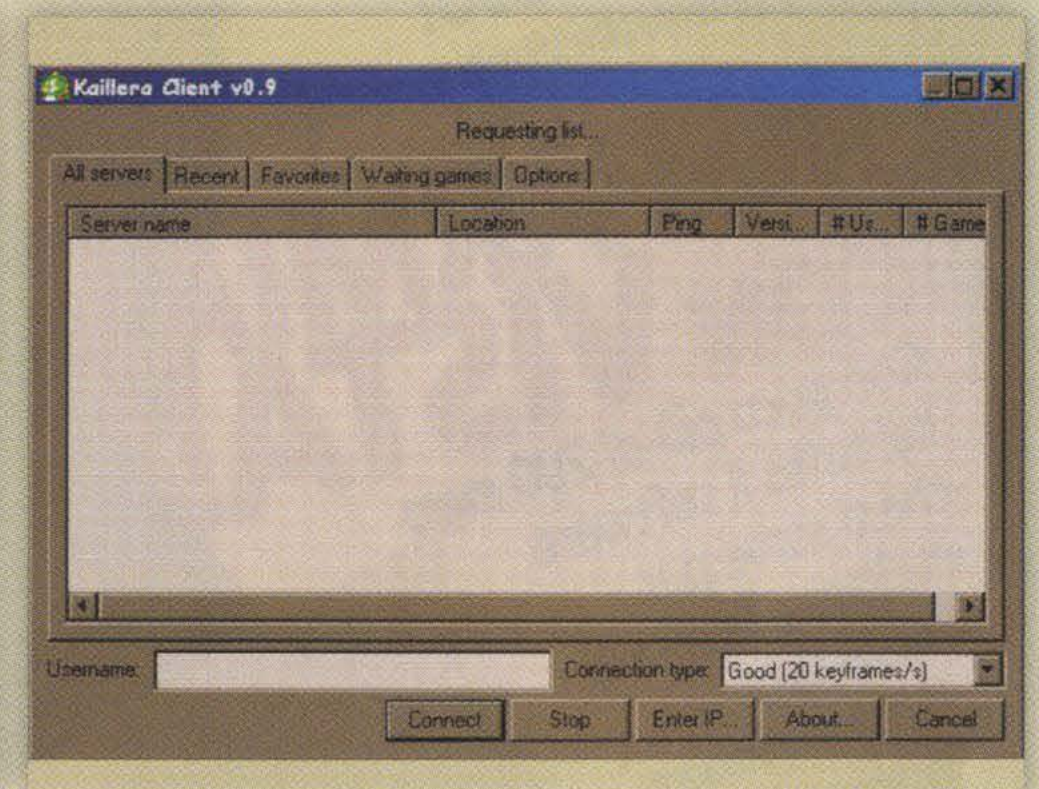 Kaillera Client v0.9
Requesting list...
All servers Recent Favorites Waiting games Options
Server name Location Ping Versi... # Us... # Game
Username: Connection type: Good (20 keyframes/s)
Connect Stop Enter IP... About... Cancel